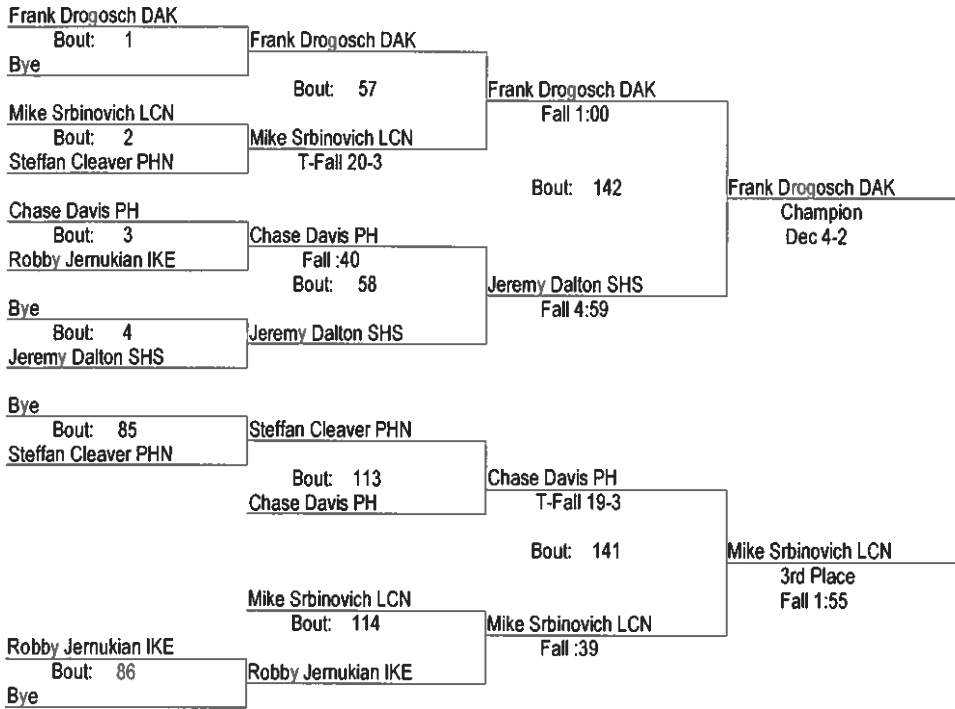 Frank Drogosch DAK
Bout: 1
Bye
Frank Drogosch DAK
Bout: 57
Mike Srbinovich LCN
Bout: 2
Steffan Cleaver PHN
Mike Srbinovich LCN
T-Fall 20-3
Frank Drogosch DAK
Fall 1:00
Bout: 142
Chase Davis PH
Bout: 3
Robby Jernukian IKE
Chase Davis PH
Fall :40
Bout: 58
Bye
Bout: 4
Jeremy Dalton SHS
Jeremy Dalton SHS
Jeremy Dalton SHS
Fall 4:59
Frank Drogosch DAK
Champion
Dec 4-2
Bye
Bout: 85
Steffan Cleaver PHN
Steffan Cleaver PHN
Bout: 113
Chase Davis PH
Chase Davis PH
T-Fall 19-3
Bout: 141
Mike Srbinovich LCN
Bout: 114
Robby Jernukian IKE
Bout: 86
Bye
Robby Jernukian IKE
Mike Srbinovich LCN
Fall :39
Mike Srbinovich LCN
3rd Place
Fall 1:55